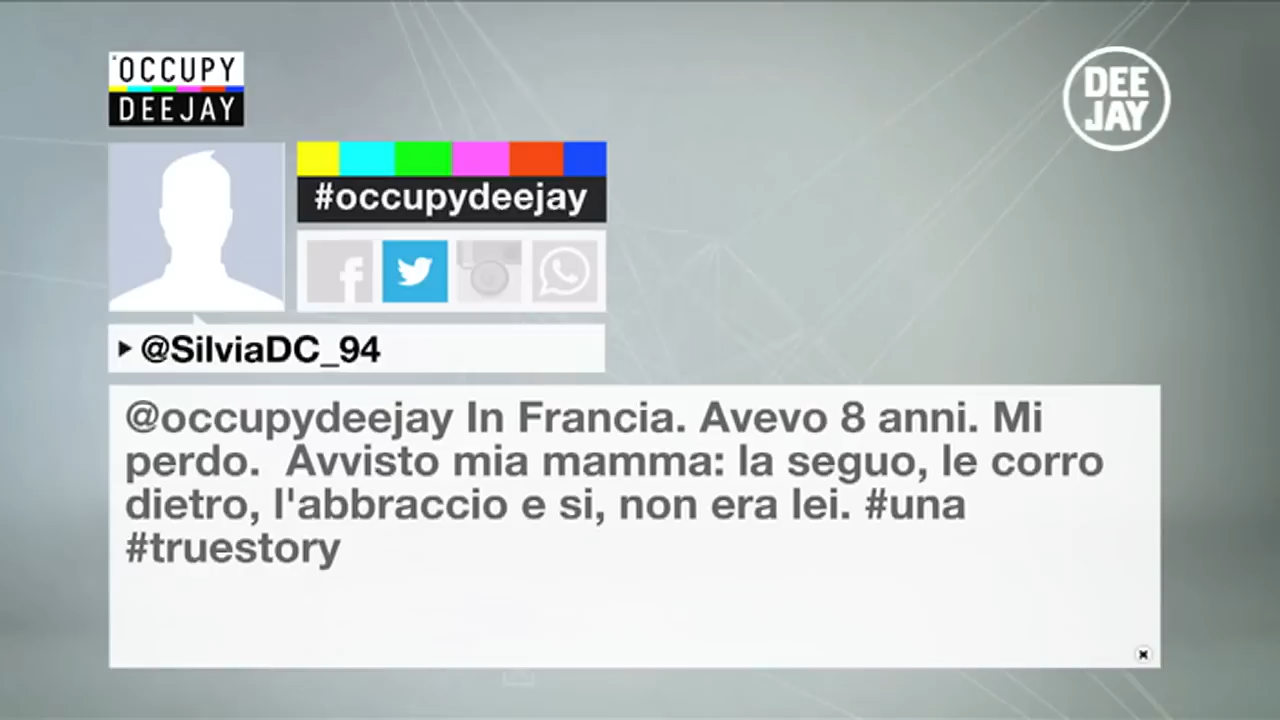 OCCUPY
DEEJAY
DEE
JAY
#occupydeejay
@SilviaDC_94
@occupydeejay In Francia. Avevo 8 anni. Mi
perdo.  Avvisto mia mamma: la seguo, le corro
dietro, l'abbraccio e si, non era lei. #una
#truestory